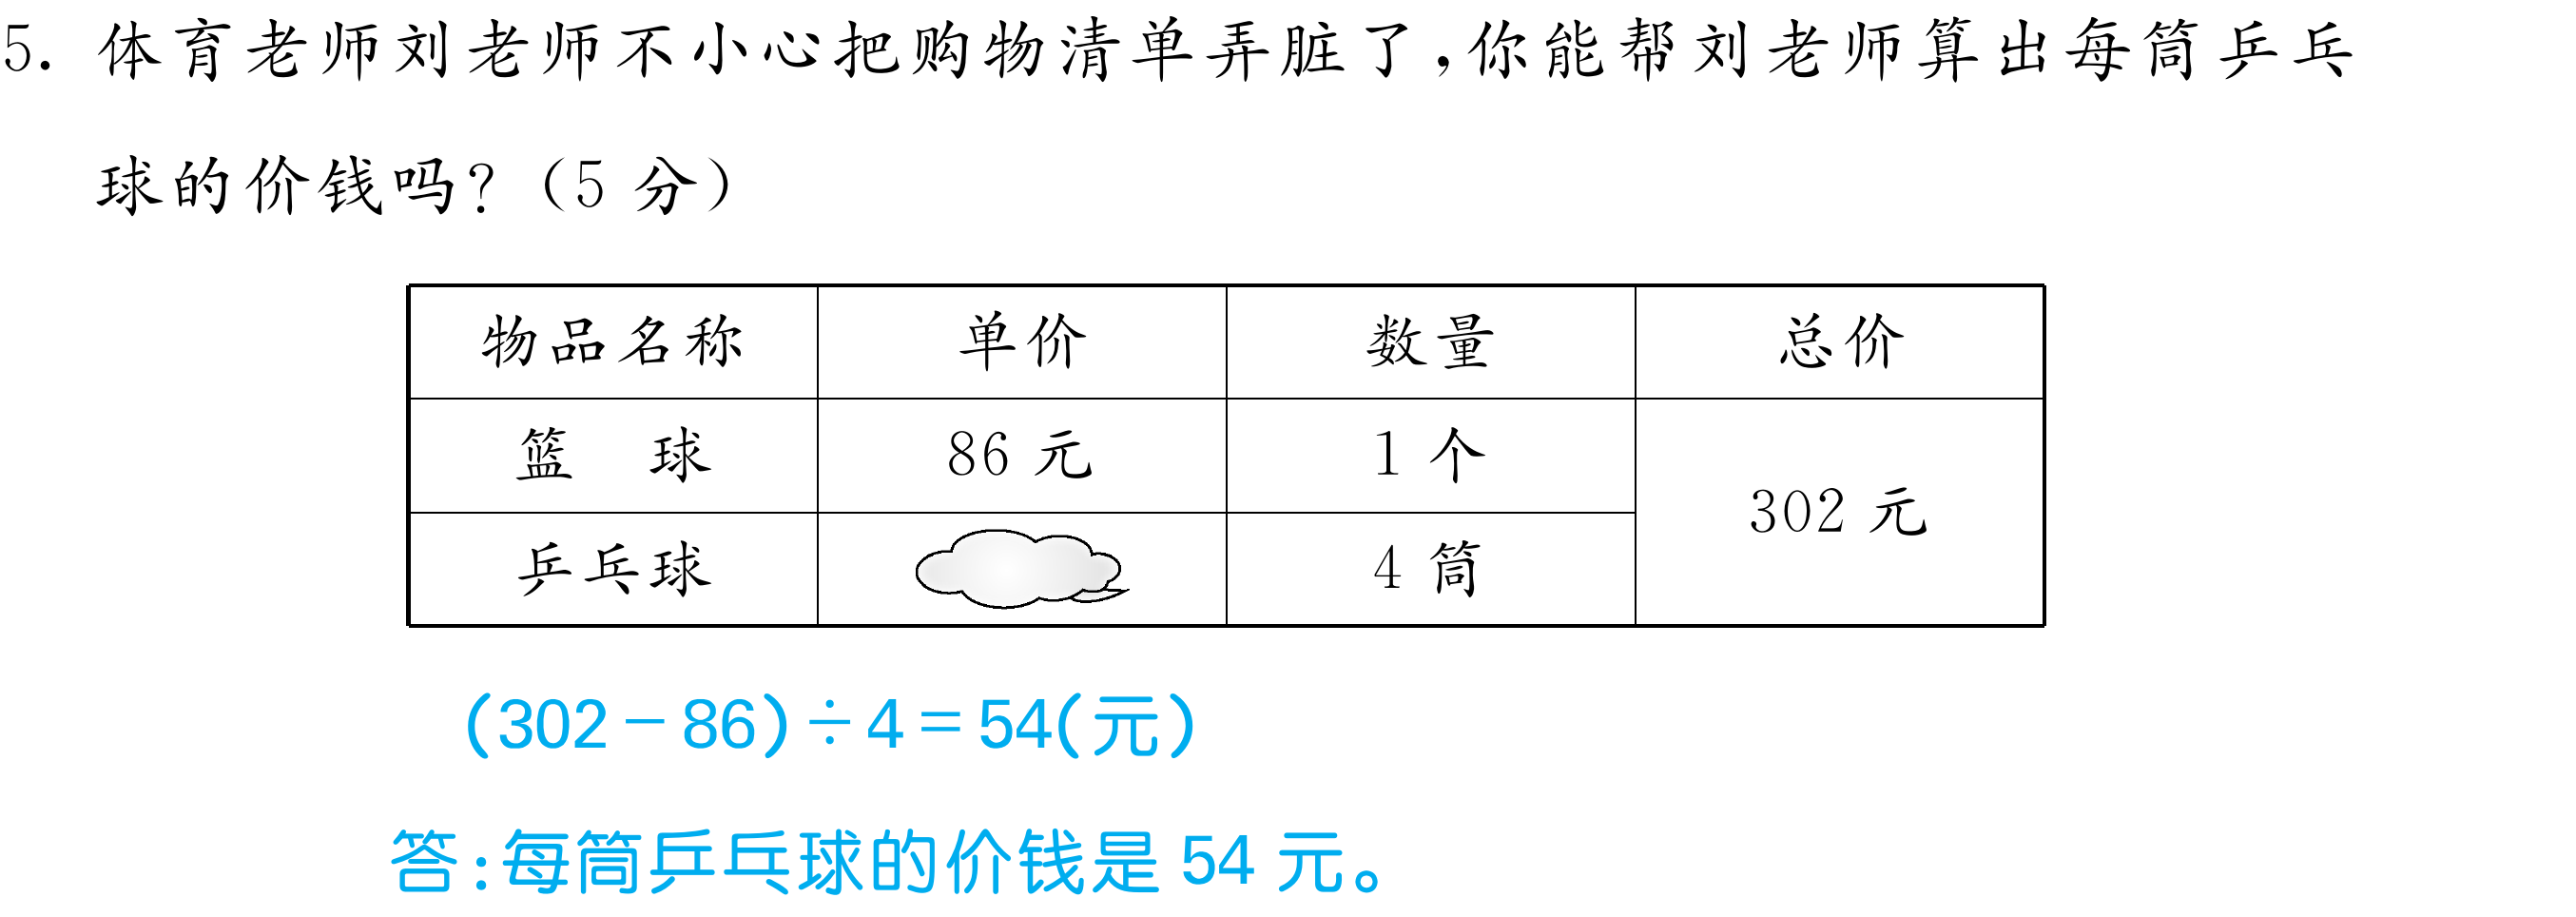 5. 体育老师刘老师不小心把购物清单弄脏了,你能帮刘老师算出每筒乒乓
球的价钱吗?(5 分)
物品名称 单价 数量 总价
篮 球 86 元 1 个
302 元
乒乓球 4 筒
(302－86)÷4＝54(元)
答:每筒乒乓球的价钱是 54 元。